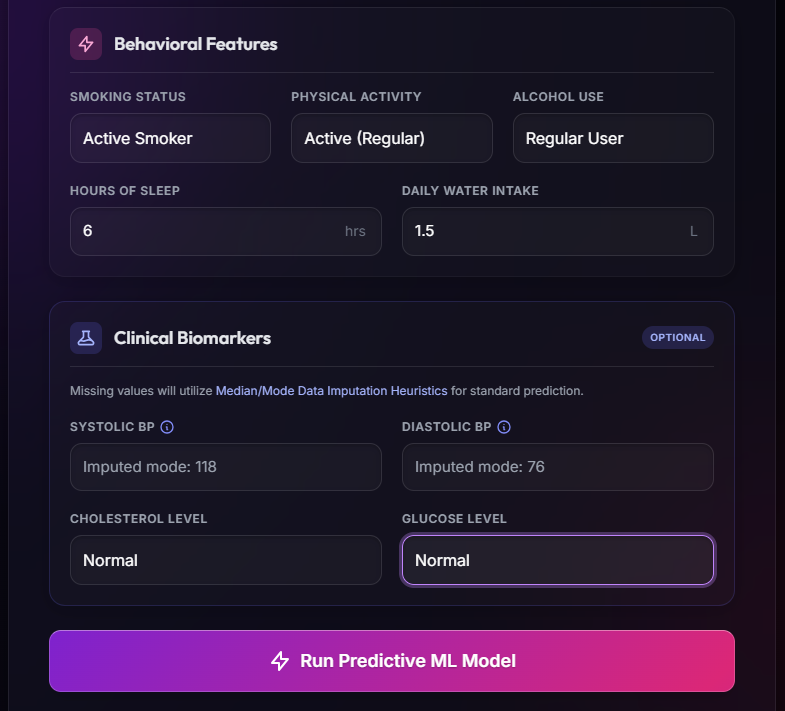 Behavioral Features
SMOKING STATUS PHYSICAL ACTIVITY ALCOHOL USE
Active Smoker Active (Regular) Regular User
HOURS OF SLEEP DAILY WATER INTAKE
6 hrs 1.5 L
Clinical Biomarkers OPTIONAL
Missing values will utilize Median/Mode Data Imputation Heuristics for standard prediction.
SYSTOLIC BP DIASTOLIC BP
Imputed mode: 118 Imputed mode: 76
CHOLESTEROL LEVEL GLUCOSE LEVEL
Normal Normal
Run Predictive ML Model